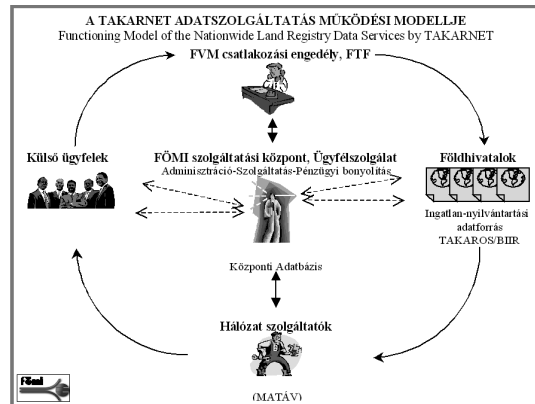 A TAKARNET ADATSZOLGÁLTATÁS MŰKÖDÉSI MODELLJE
Functioning Model of the Nationwide Land Registry Data Services by TAKARNET
FVM csatlakozási engedély, FTF
Külső ügyfelek
FÖMI szolgáltatási központ, Ügyfélszolgálat
Adminisztráció-Szolgáltatás-Pénzügyi bonyolítás
Földhivatalok
Ingatlan-nyilvántartási
adatforrás
TAKAROS/BIIR
Központi Adatbázis
Hálózat szolgáltatók
(MATÁV)
Fömi